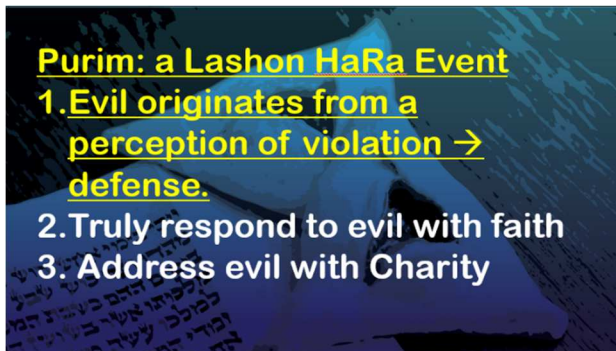 Purim: a Lashon HaRa Event
1.Evil originates from a
perception of violation →
defense.
2.Truly respond to evil with faith
3. Address evil with Charity